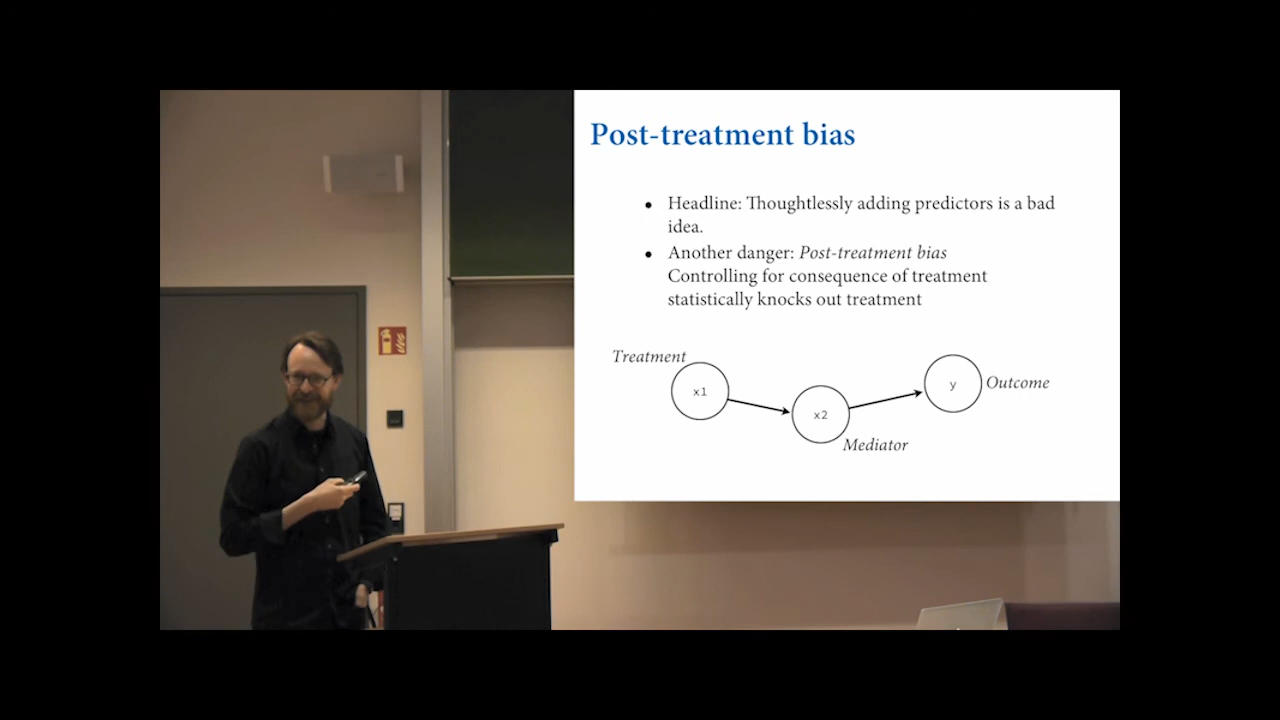 Post-treatment bias
• Headline: Thoughtlessly adding predictors is a bad
idea.
• Another danger: Post-treatment bias
Controlling for consequence of treatment
statistically knocks out treatment
Treatment
x1
x2
y
Outcome
Mediator